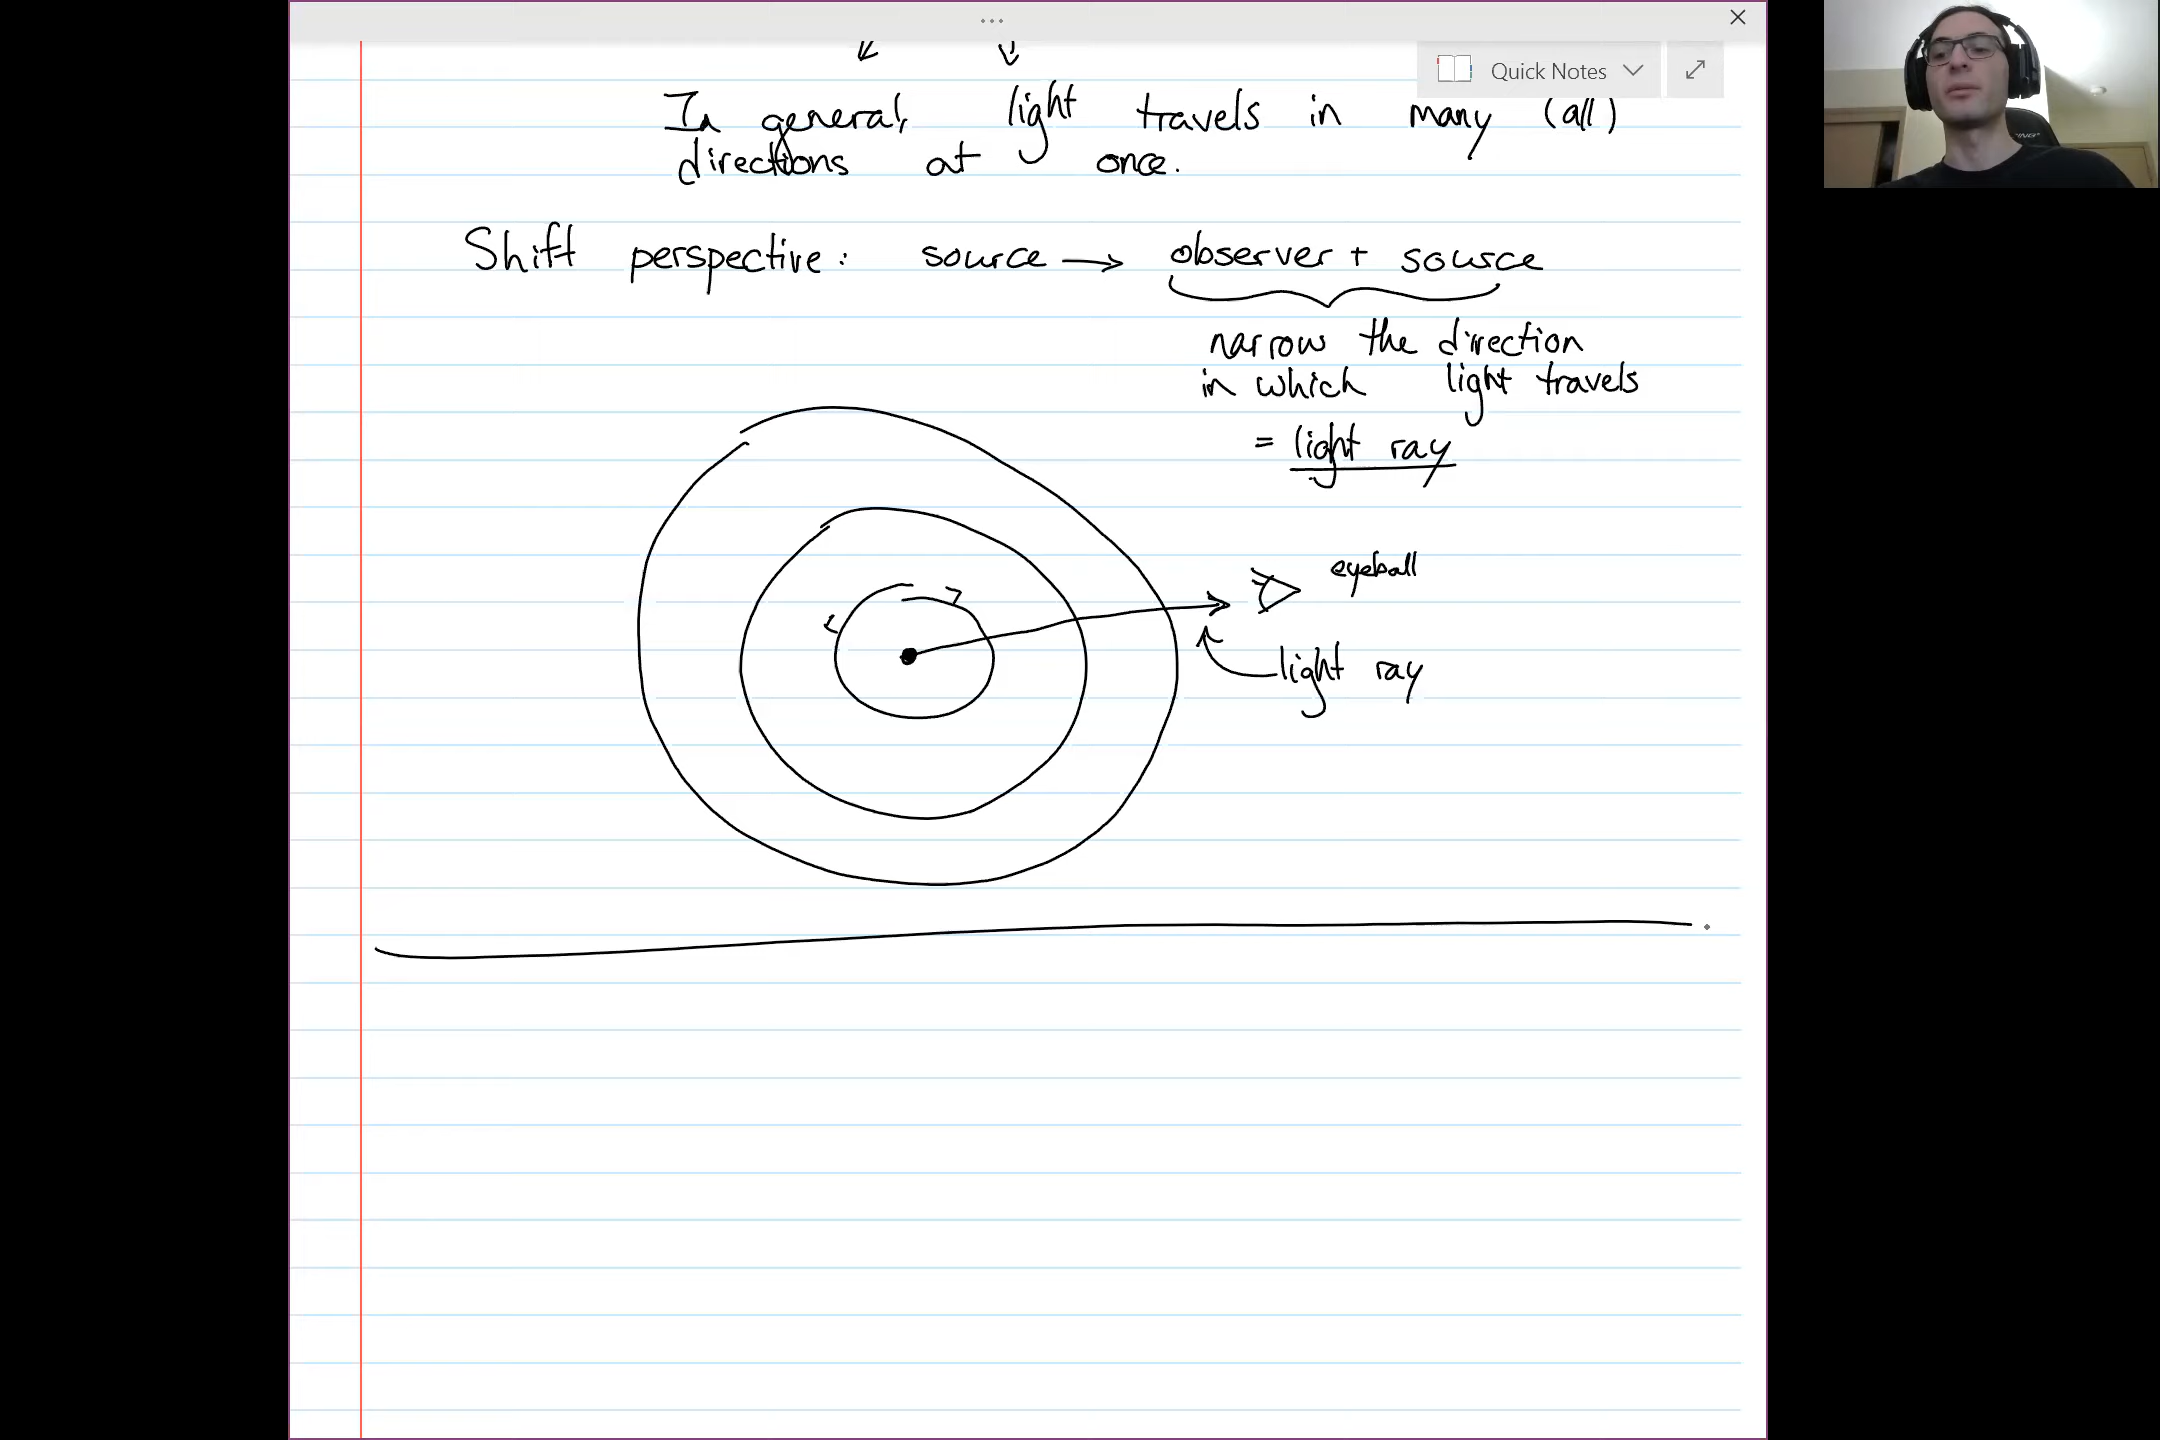 Quick Notes
In general, light travels in many (all)
directions at once.
Shift perspective: source → observer + source
narrow the direction
in which light travels
= light ray
eyeball
light ray